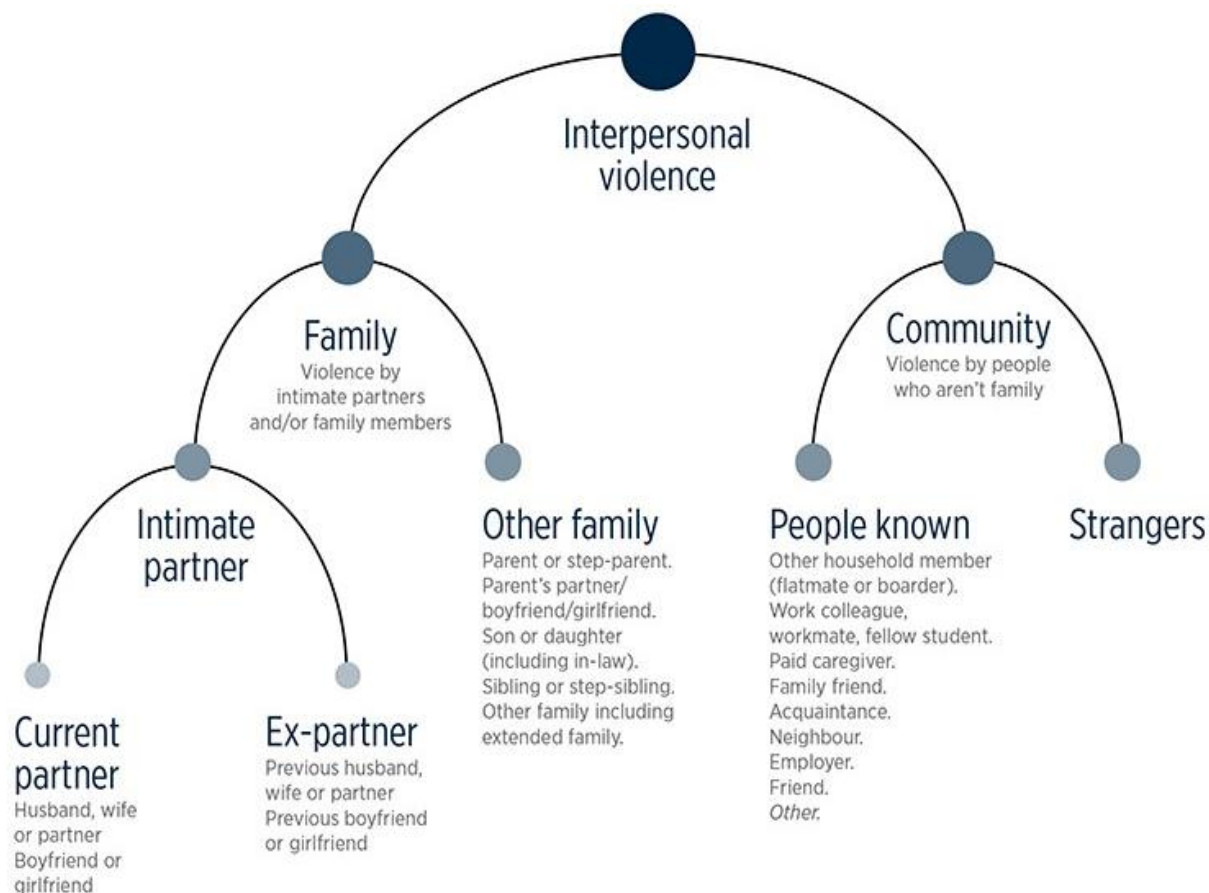 Interpersonal
violence
Family
Violence by
intimate partners
and/or family members
Community
Violence by people
who aren't family
Intimate
partner
Other family
Parent or step-parent.
Parent's partner/
boyfriend/girlfriend.
Son or daughter
(including in-law).
Sibling or step-sibling.
Other family including
extended family.
People known
Other household member
(flatmate or boarder).
Work colleague,
workmate, fellow student.
Paid caregiver.
Family friend.
Acquaintance.
Neighbour.
Employer.
Friend.
Other.
Strangers
Current
partner
Husband, wife
or partner
Boyfriend or
girlfriend
Ex-partner
Previous husband,
wife or partner
Previous boyfriend
or girlfriend